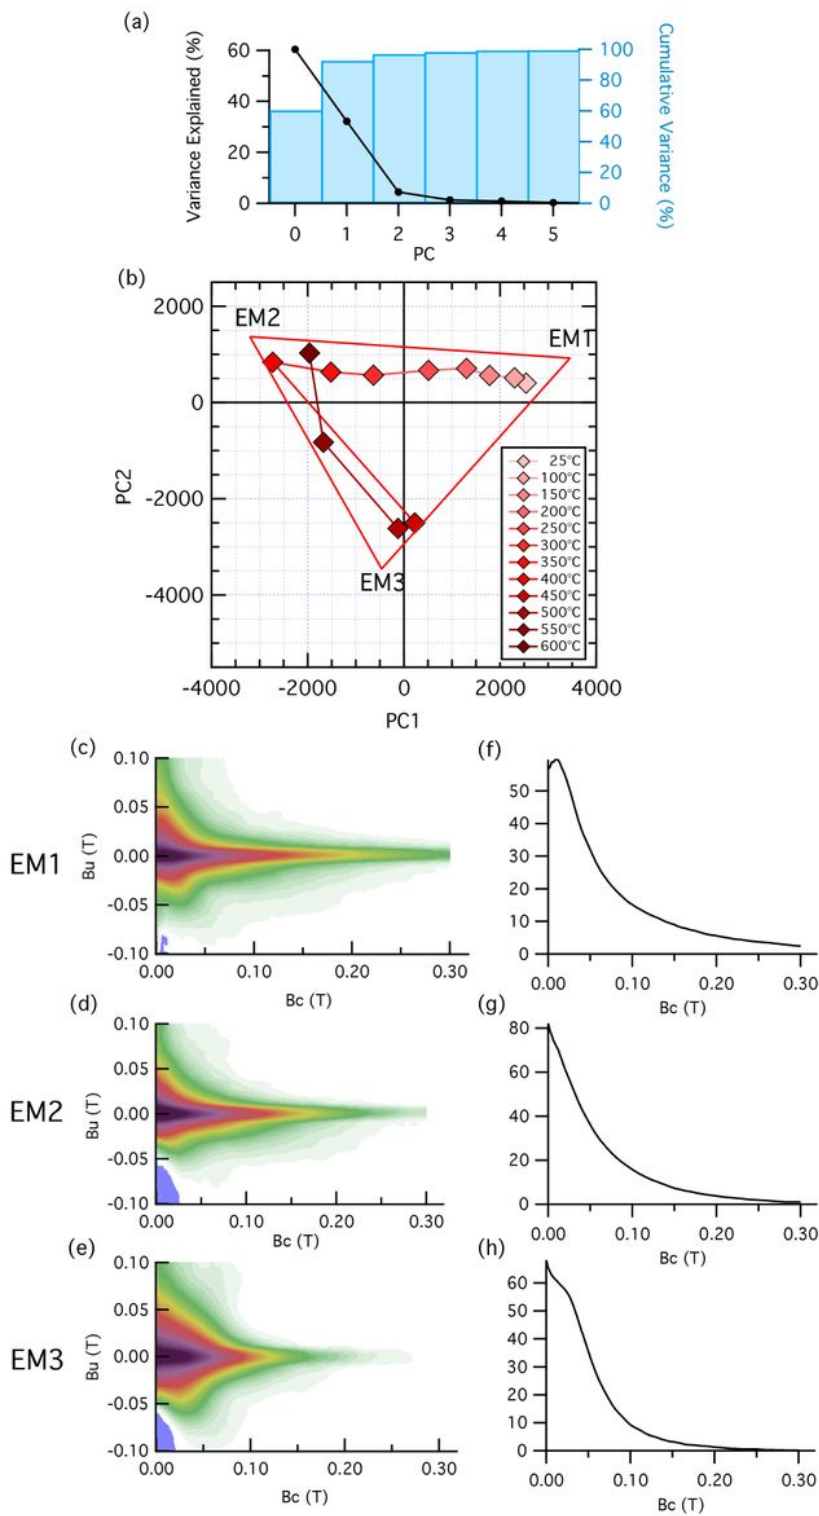 (a)
Variance Explained (%)
60
40
20
0
100
80
60
40
20
0
Cumulative Variance (%)
0 1 2 3 4 5
PC
(b)
EM2
EM1
EM3
2000
0
-2000
-4000
PC2
25°C
100°C
150°C
200°C
250°C
300°C
350°C
400°C
450°C
500°C
550°C
600°C
-4000 -2000 0 2000 4000
PC1
(c)
EM1
Bu (T)
0.10
0.05
0.00
-0.05
-0.10
0.00 0.10 0.20 0.30
Bc (T)
(f)
50
40
30
20
10
0
0.00 0.10 0.20 0.30
Bc (T)
(d)
EM2
Bu (T)
0.10
0.05
0.00
-0.05
-0.10
0.00 0.10 0.20 0.30
Bc (T)
(g)
80
60
40
20
0
0.00 0.10 0.20 0.30
Bc (T)
(e)
EM3
Bu (T)
0.10
0.05
0.00
-0.05
-0.10
0.00 0.10 0.20 0.30
Bc (T)
(h)
60
50
40
30
20
10
0
0.00 0.10 0.20 0.30
Bc (T)